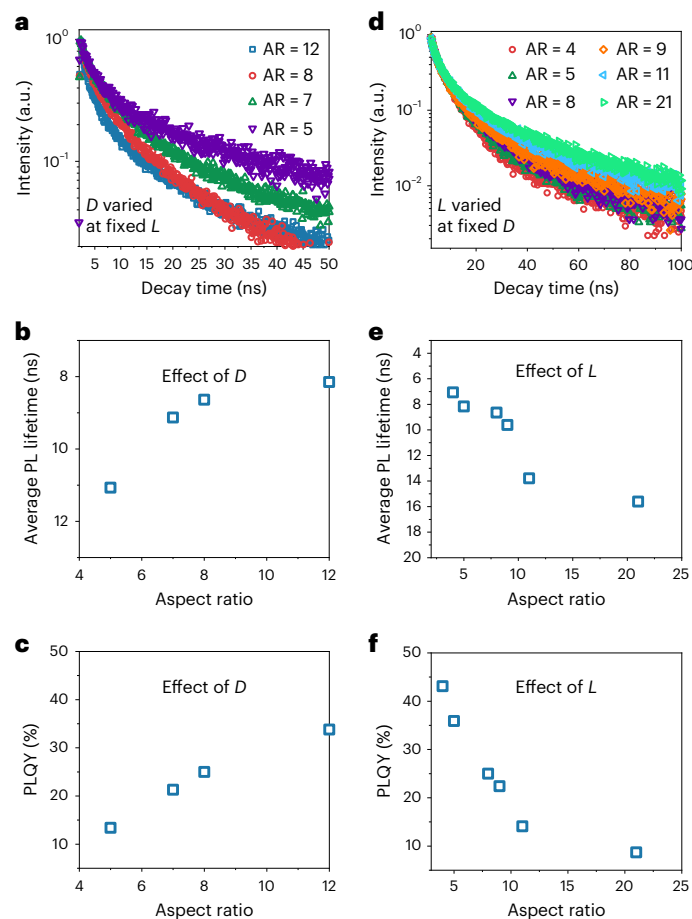 a
10⁰
10⁻¹
Intensity (a.u.)
AR = 12
AR = 8
AR = 7
AR = 5
D varied
at fixed L
5 10 15 20 25 30 35 40 45 50
Decay time (ns)
d
10⁰
10⁻¹
10⁻²
Intensity (a.u.)
AR = 4 AR = 9
AR = 5 AR = 11
AR = 8 AR = 21
L varied
at fixed D
20 40 60 80 100
Decay time (ns)
b
Effect of D
8
10
12
Average PL lifetime (ns)
4 6 8 10 12
Aspect ratio
e
Effect of L
4
6
8
10
12
14
16
18
20
Average PL lifetime (ns)
5 10 15 20 25
Aspect ratio
c
Effect of D
50
40
30
20
10
PLQY (%)
4 6 8 10 12
Aspect ratio
f
Effect of L
50
40
30
20
10
PLQY (%)
5 10 15 20 25
Aspect ratio